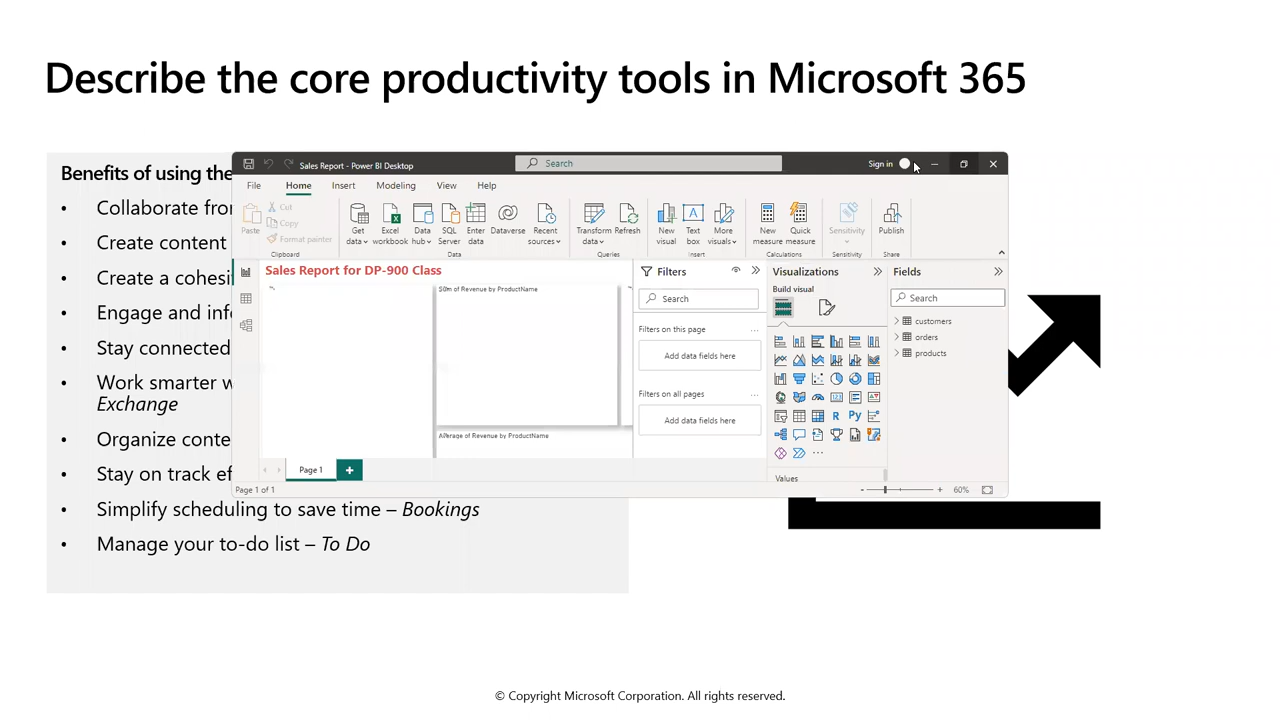 Describe the core productivity tools in Microsoft 365
Benefits of using the
• Collaborate from
• Create content
• Create a cohesi
• Engage and info
• Stay connected
• Work smarter w
Exchange
• Organize conte
• Stay on track ef
• Simplify scheduling to save time – Bookings
• Manage your to-do list – To Do
Sales Report - Power BI Desktop
Search
Sign in
File Home Insert Modeling View Help
Paste
Cut
Copy
Format painter
Clipboard
Get data
Excel workbook
Data hub
SQL Server
Enter data
Dataverse
Recent sources
Data
Transform data
Refresh
Queries
New visual
Text box
More visuals
Insert
New measure
Quick measure
Calculations
Sensitivity
Sensitivity
Publish
Share
Sales Report for DP-900 Class
Sum of Revenue by ProductName
Average of Revenue by ProductName
Filters
Search
Filters on this page
...
Add data fields here
Filters on all pages
...
Add data fields here
Visualizations
Build visual
R Py
123
...
Values
Fields
Search
customers
orders
products
Page 1
+
Page 1 of 1
- + 60%
© Copyright Microsoft Corporation. All rights reserved.